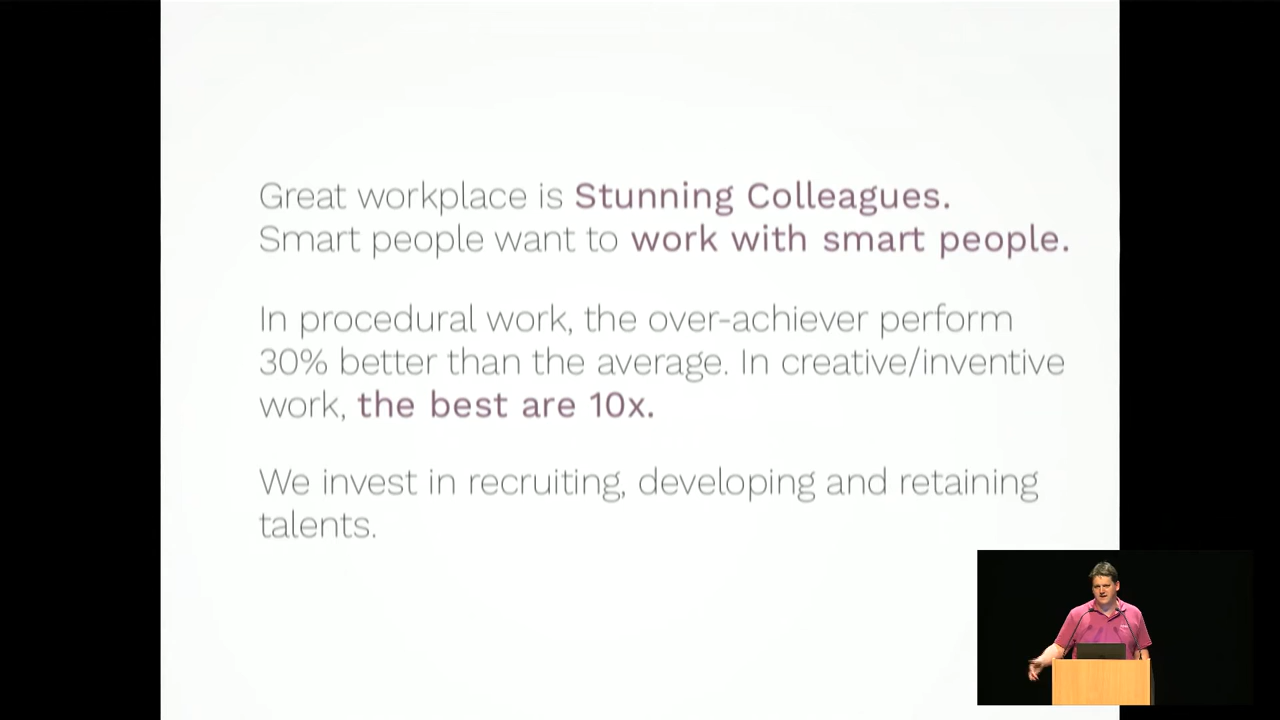 Great workplace is Stunning Colleagues.
Smart people want to work with smart people.
In procedural work, the over-achiever perform
30% better than the average. In creative/inventive
work, the best are 10x.
We invest in recruiting, developing and retaining
talents.